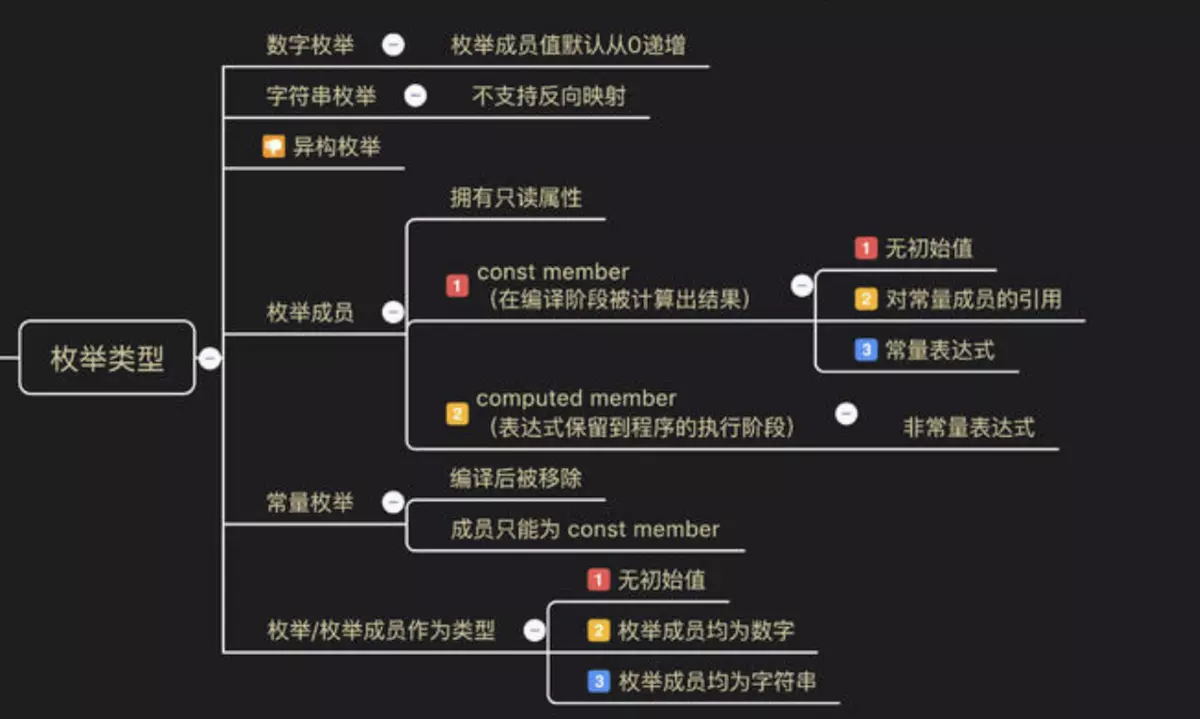 数字枚举
枚举成员值默认从0递增
字符串枚举
不支持反向映射
异构枚举
枚举类型
枚举成员
拥有只读属性
1 const member
(在编译阶段被计算出结果)
1 无初始值
2 对常量成员的引用
3 常量表达式
2 computed member
(表达式保留到程序的执行阶段)
非常量表达式
常量枚举
编译后被移除
成员只能为 const member
枚举/枚举成员作为类型
1 无初始值
2 枚举成员均为数字
3 枚举成员均为字符串